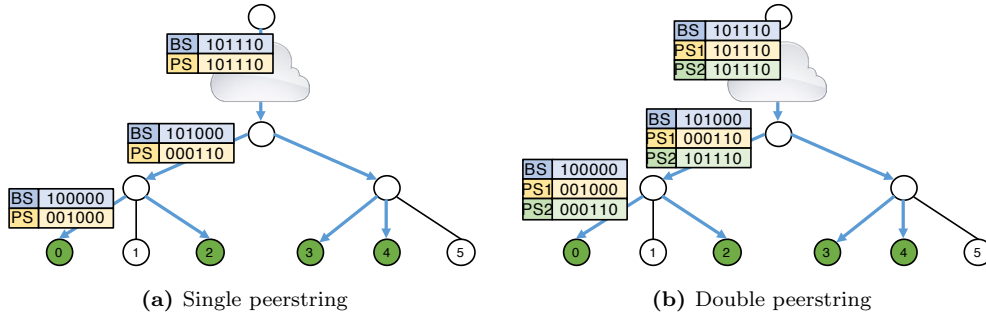 BS 101110
PS 101110
BS 101000
PS 000110
BS 100000
PS 001000
0 1 2 3 4 5
(a) Single peerstring
BS 101110
PS1 101110
PS2 101110
BS 101000
PS1 000110
PS2 101110
BS 100000
PS1 001000
PS2 000110
0 1 2 3 4 5
(b) Double peerstring